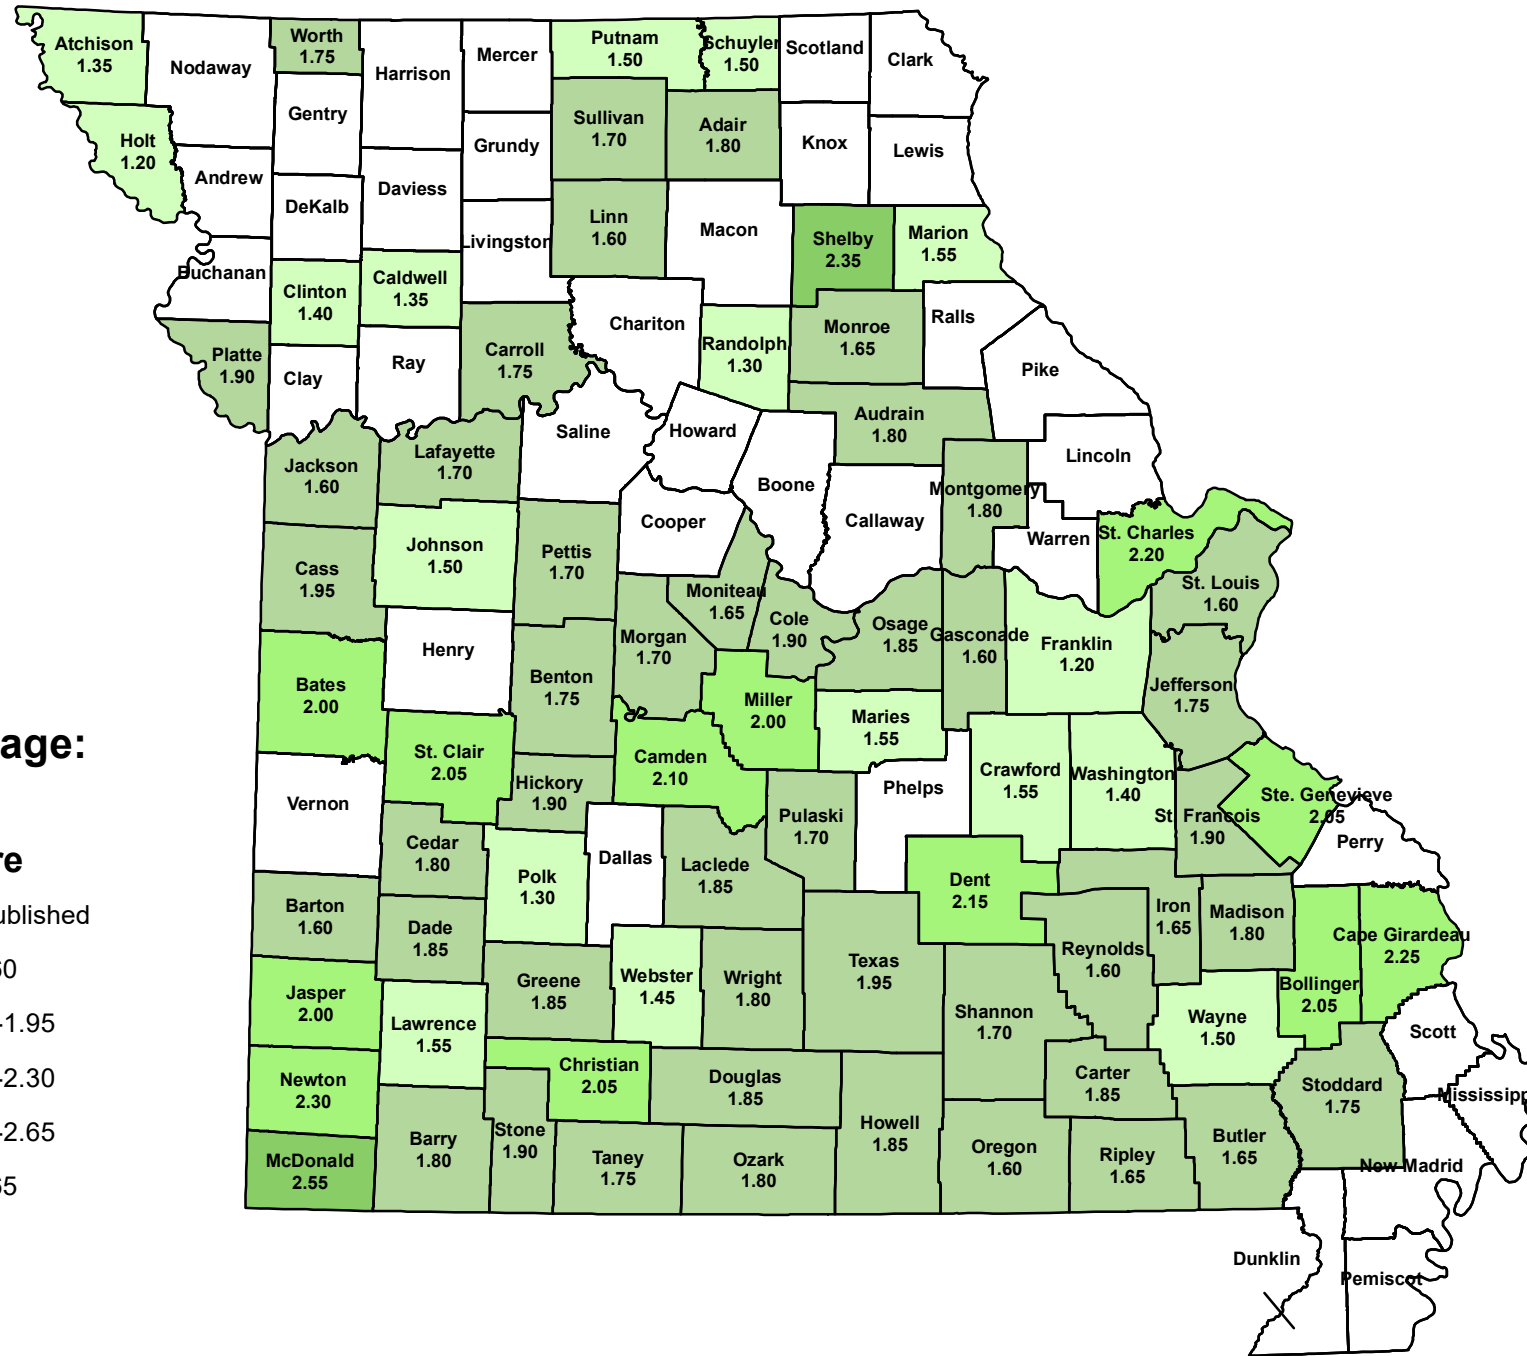 Atchison
1.35
Nodaway
Worth
1.75
Harrison
Mercer
Putnam
1.50
Schuyler
1.50
Scotland
Clark
Holt
1.20
Gentry
Grundy
Sullivan
1.70
Adair
1.80
Knox
Lewis
Andrew
DeKalb
Daviess
Livingston
Linn
1.60
Macon
Shelby
2.35
Marion
1.55
Buchanan
Clinton
1.40
Caldwell
1.35
Chariton
Randolph
1.30
Monroe
1.65
Ralls
Platte
1.90
Clay
Ray
Carroll
1.75
Pike
Saline
Howard
Audrain
1.80
Jackson
1.60
Lafayette
1.70
Boone
Lincoln
Cooper
Callaway
Montgomery
1.80
Warren
St. Charles
2.20
Cass
1.95
Johnson
1.50
Pettis
1.70
Moniteau
1.65
Cole
1.90
Osage
1.85
Gasconade
1.60
Franklin
1.20
St. Louis
1.60
Bates
2.00
Henry
Benton
1.75
Morgan
1.70
Miller
2.00
Maries
1.55
Jefferson
1.75
age:
St. Clair
2.05
Hickory
1.90
Camden
2.10
Pulaski
1.70
Phelps
Crawford
1.55
Washington
1.40
St Francois
1.90
Ste. Genevieve
2.05
Perry
Vernon
Cedar
1.80
Polk
1.30
Dallas
Laclede
1.85
Dent
2.15
Iron
1.65
Madison
1.80
Cape Girardeau
2.25
re
ublished
60
-1.95
-2.30
-2.65
65
Barton
1.60
Dade
1.85
Greene
1.85
Webster
1.45
Wright
1.80
Texas
1.95
Reynolds
1.60
Bollinger
2.05
Jasper
2.00
Lawrence
1.55
Shannon
1.70
Wayne
1.50
Scott
Newton
2.30
Christian
2.05
Douglas
1.85
Howell
1.85
Carter
1.85
Stoddard
1.75
Mississipp
McDonald
2.55
Barry
1.80
Stone
1.90
Taney
1.75
Ozark
1.80
Oregon
1.60
Ripley
1.65
Butler
1.65
New Madrid
Dunklin
Pemiscot